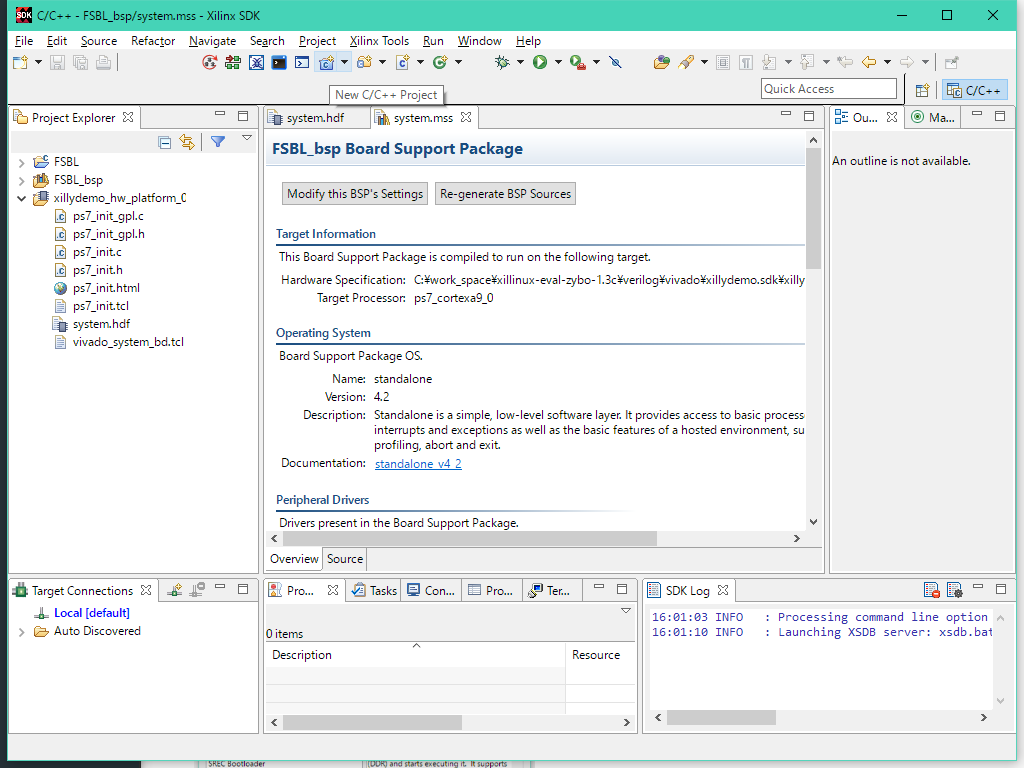 C/C++ - FSBL_bsp/system.mss - Xilinx SDK
File Edit Source Refactor Navigate Search Project Xilinx Tools Run Window Help
New C/C++ Project
Quick Access
C/C++
Project Explorer
FSBL
FSBL_bsp
xillydemo_hw_platform_0
ps7_init_gpl.c
ps7_init_gpl.h
ps7_init.c
ps7_init.h
ps7_init.html
ps7_init.tcl
system.hdf
vivado_system_bd.tcl
system.hdf
system.mss
FSBL_bsp Board Support Package
Modify this BSP's Settings
Re-generate BSP Sources
Target Information
This Board Support Package is compiled to run on the following target.
Hardware Specification: C:¥work_space¥xillinux-eval-zybo-1.3c¥verilog¥vivado¥xillydemo.sdk¥xilly
Target Processor: ps7_cortexa9_0
Operating System
Board Support Package OS.
Name: standalone
Version: 4.2
Description: Standalone is a simple, low-level software layer. It provides access to basic proces
interrupts and exceptions as well as the basic features of a hosted environment, su
profiling, abort and exit.
Documentation: standalone_v4_2
Peripheral Drivers
Drivers present in the Board Support Package.
Overview Source
Ou...
Ma...
An outline is not available.
Target Connections
Local [default]
Auto Discovered
Pro...
Tasks
Con...
Pro...
Ter...
0 items
Description Resource
SDK Log
16:01:03 INFO : Processing command line option
16:01:10 INFO : Launching XSDB server: xsdb.bat
SREC Bootloader
(DDR) and starts executing it. It supports